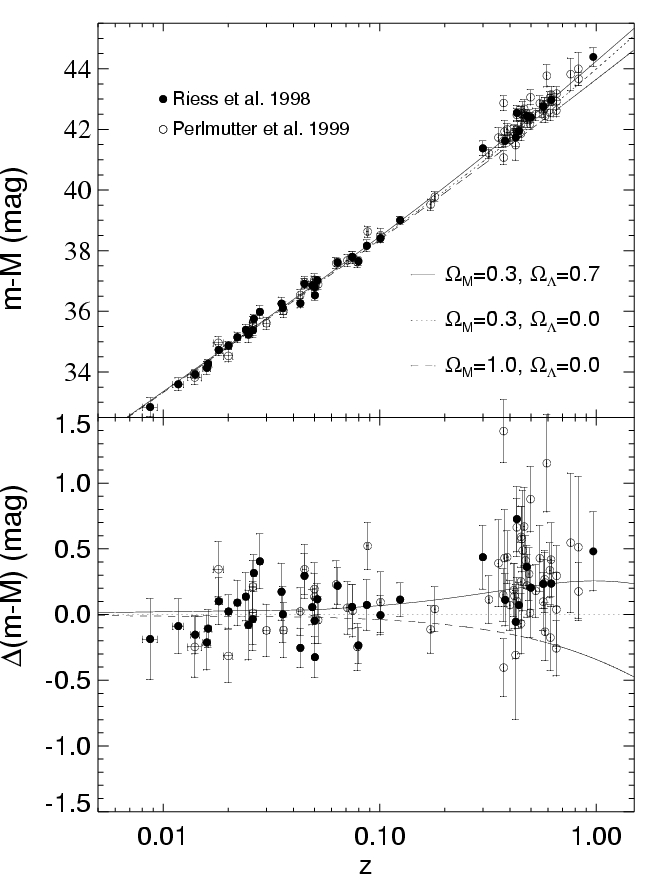 44
42
40
38
36
34
m-M (mag)
Riess et al. 1998
Perlmutter et al. 1999
Ω_M=0.3, Ω_Λ=0.7
Ω_M=0.3, Ω_Λ=0.0
Ω_M=1.0, Ω_Λ=0.0
1.5
1.0
0.5
0.0
-0.5
-1.0
-1.5
Δ(m-M) (mag)
0.01 0.10 1.00
z